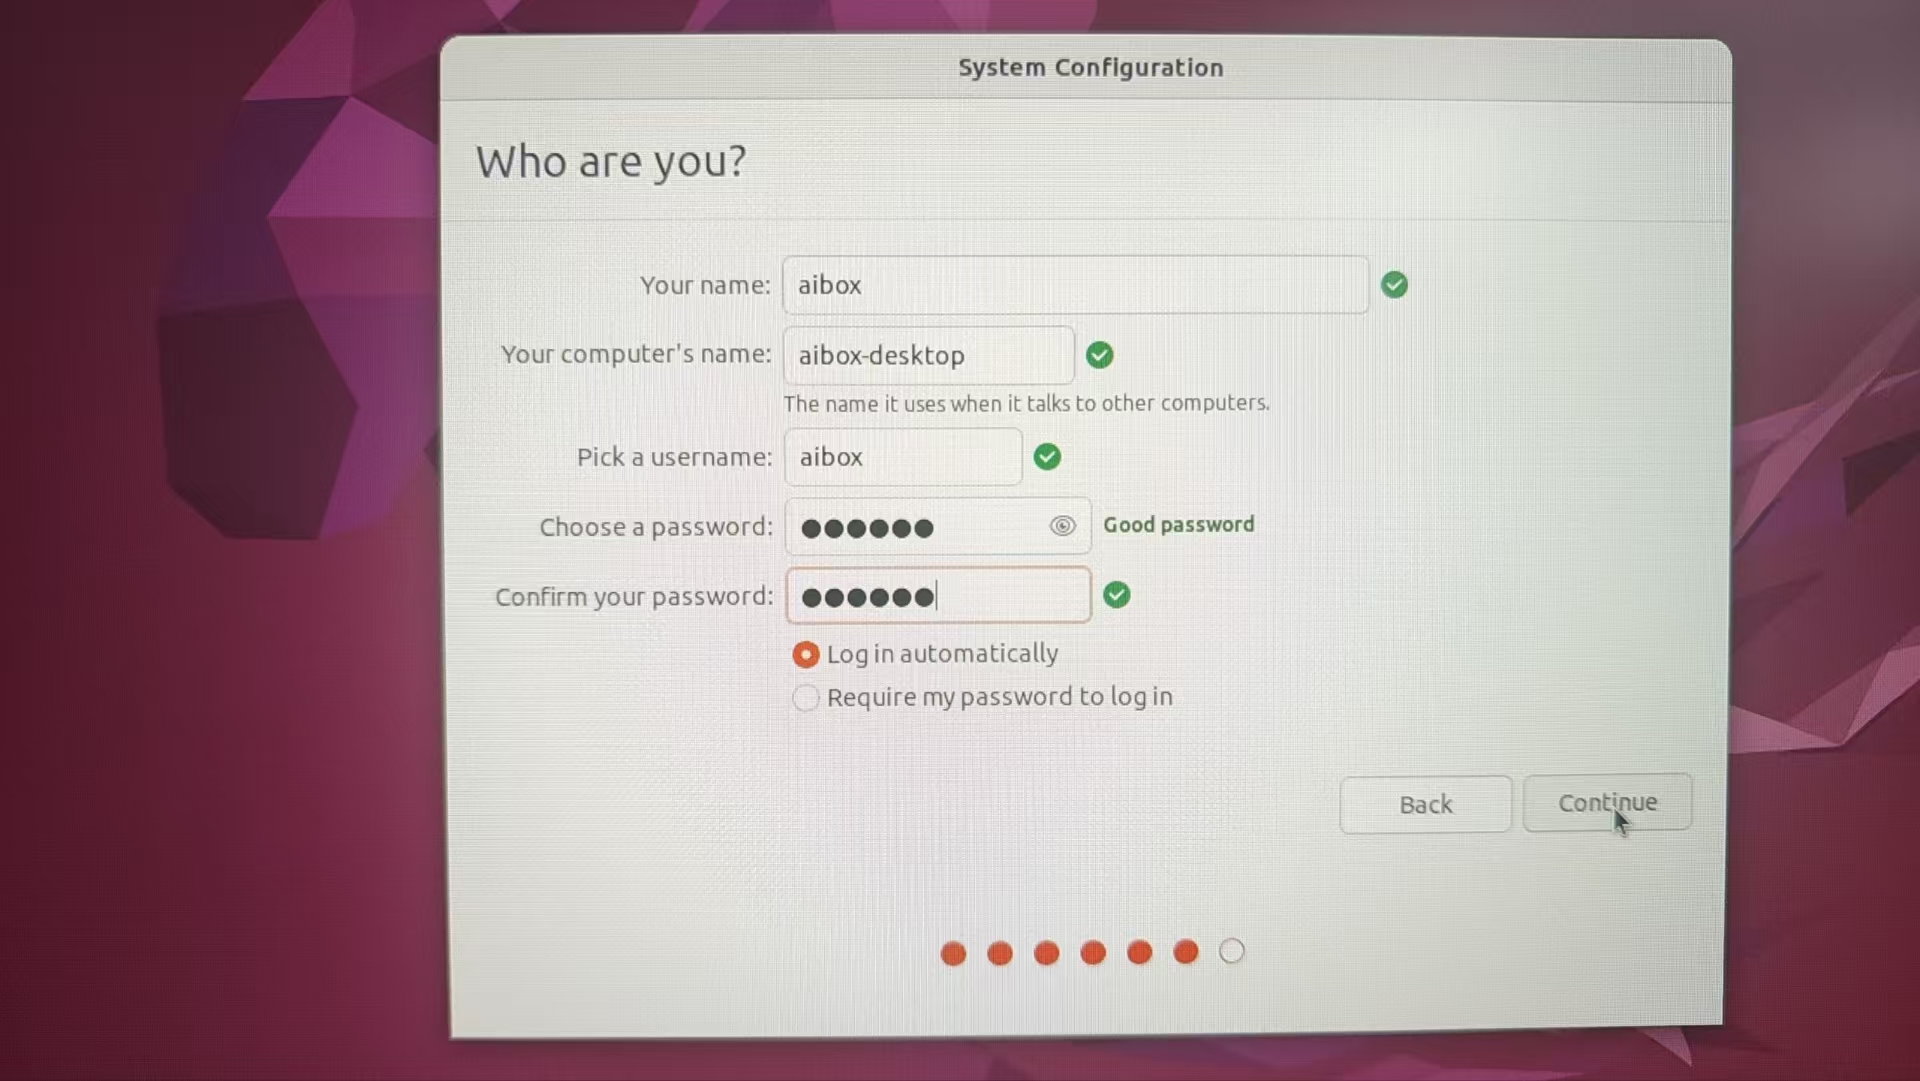 System Configuration
Who are you?
Your name: aibox
Your computer's name: aibox-desktop
The name it uses when it talks to other computers.
Pick a username: aibox
Choose a password: ●●●●●● Good password
Confirm your password: ●●●●●●
Log in automatically
Require my password to log in
Back Continue